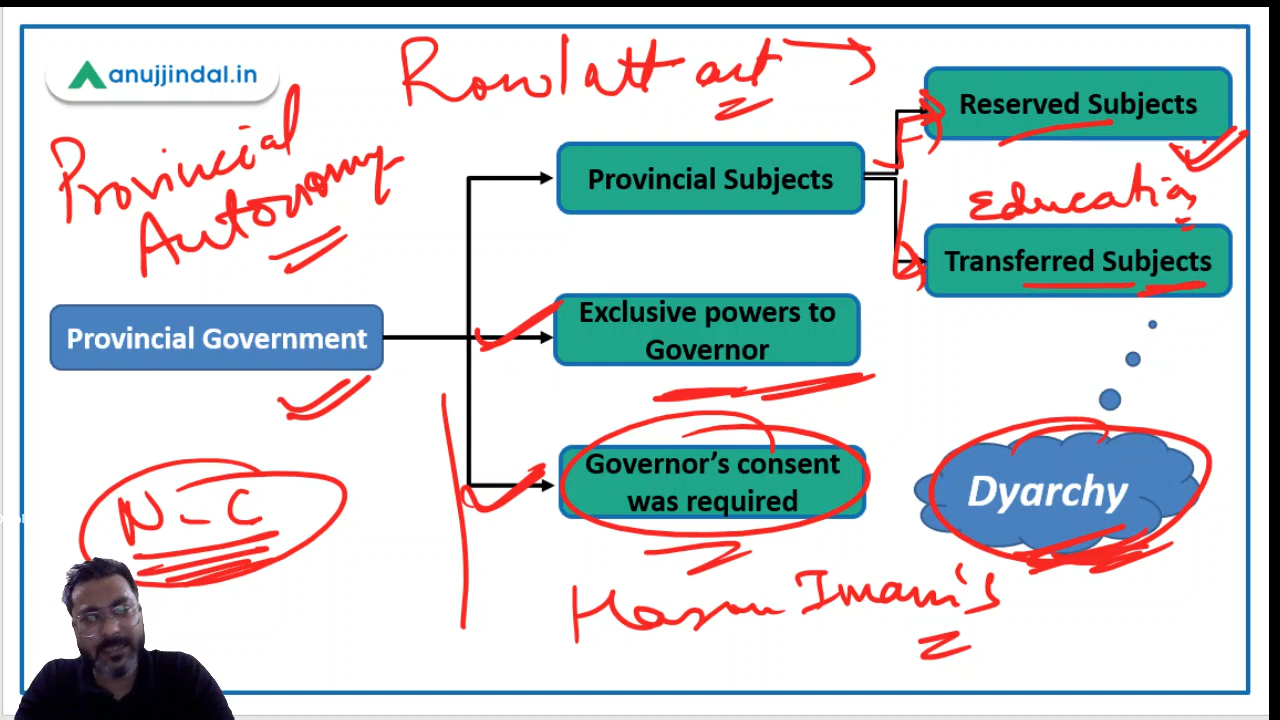 anujjindal.in
Rowlatt act
Provincial
Autonomy
Reserved Subjects
Provincial Subjects
Education
Transferred Subjects
Exclusive powers to
Governor
Provincial Government
Governor's consent
was required
Dyarchy
N-C
Hasan Imam's